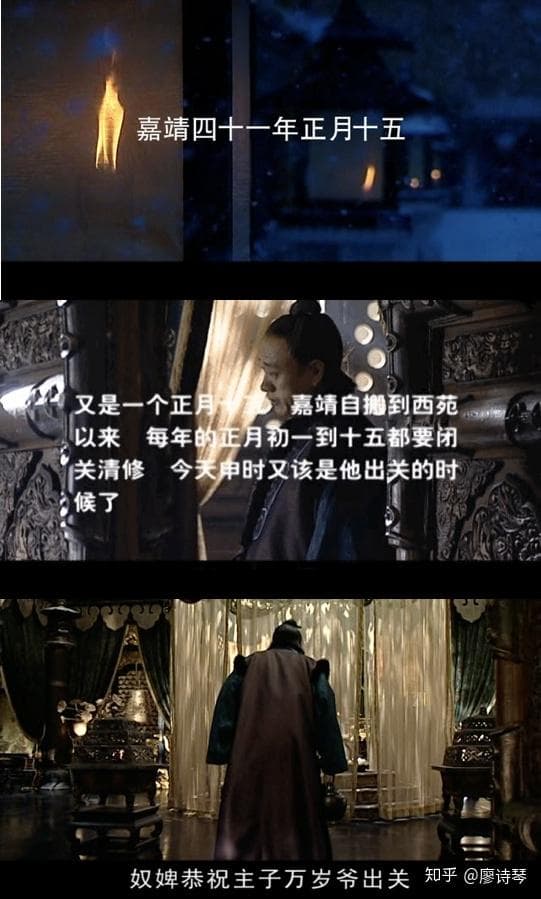 嘉靖四十一年正月十五
又是一个正月十五　嘉靖自搬到西苑
以来　每年的正月初一到十五都要闭
关清修　今天申时又该是他出关的时
候了
奴婢恭祝主子万岁爷出关
知乎 @廖诗琴